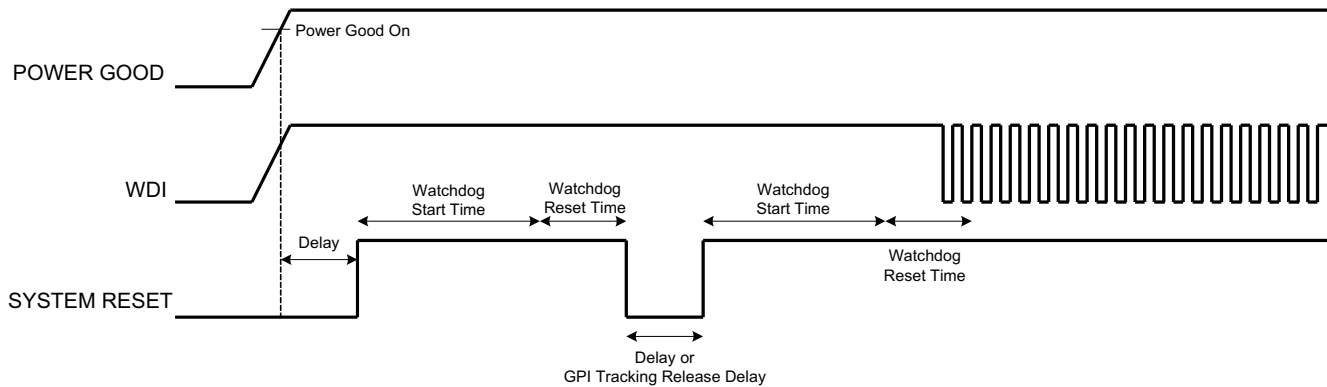 Power Good On
POWER GOOD
WDI
Watchdog
Start Time
Watchdog
Reset Time
Watchdog
Start Time
Delay
Watchdog
Reset Time
SYSTEM RESET
Delay or
GPI Tracking Release Delay